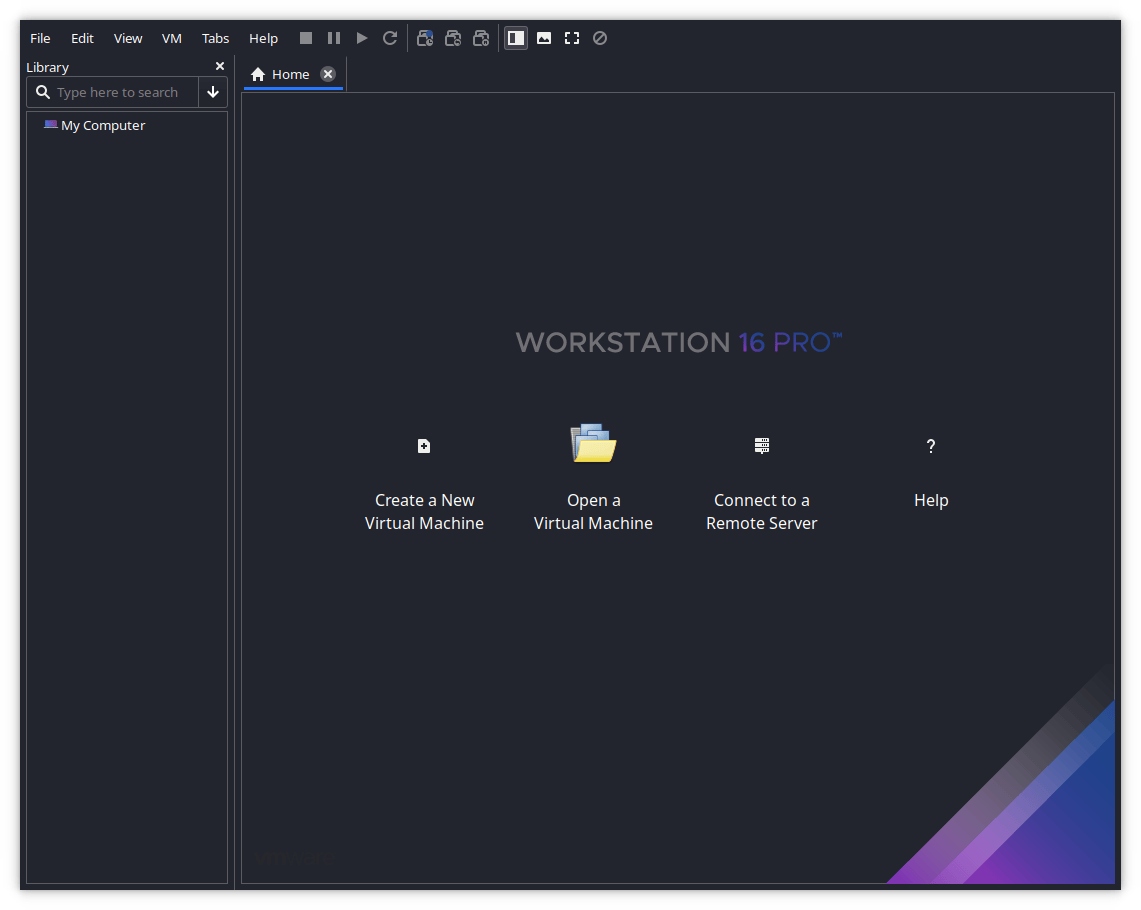 File Edit View VM Tabs Help
Library
Home
Type here to search
My Computer
WORKSTATION 16 PRO™
Create a New
Virtual Machine
Open a
Virtual Machine
Connect to a
Remote Server
Help